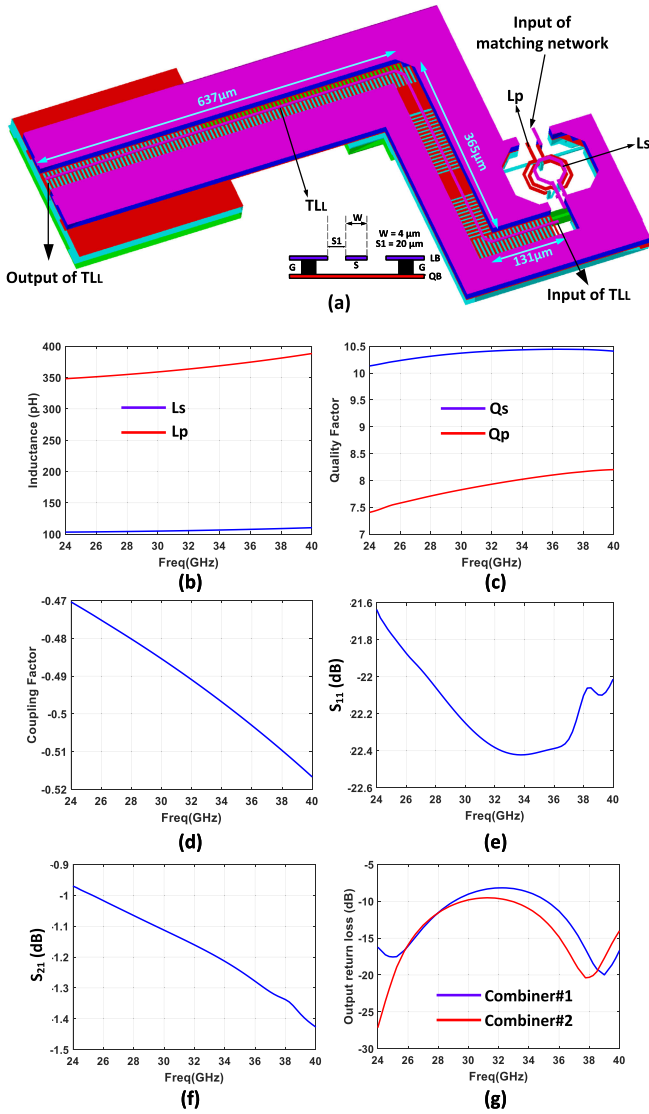 Input of
matching network
Lp
Ls
637µm
365µm
TLL
W
S1
W = 4 µm
S1 = 20 µm
LB
G
S
G
QB
131µm
Output of TLL
Input of TLL
(a)
400
350
300
250
200
150
100
Inductance (pH)
Ls
Lp
24 26 28 30 32 34 36 38 40
Freq(GHz)
(b)
10.5
10
9.5
9
8.5
8
7.5
7
Quality Factor
Qs
Qp
24 26 28 30 32 34 36 38 40
Freq(GHz)
(c)
-0.47
-0.48
-0.49
-0.5
-0.51
-0.52
Coupling Factor
24 26 28 30 32 34 36 38 40
Freq(GHz)
(d)
-21.6
-21.8
-22
-22.2
-22.4
-22.6
S11 (dB)
24 26 28 30 32 34 36 38 40
Freq(GHz)
(e)
-0.9
-1
-1.1
-1.2
-1.3
-1.4
-1.5
S21 (dB)
24 26 28 30 32 34 36 38 40
Freq(GHz)
(f)
-5
-10
-15
-20
-25
-30
Output return loss (dB)
Combiner#1
Combiner#2
24 26 28 30 32 34 36 38 40
Freq(GHz)
(g)